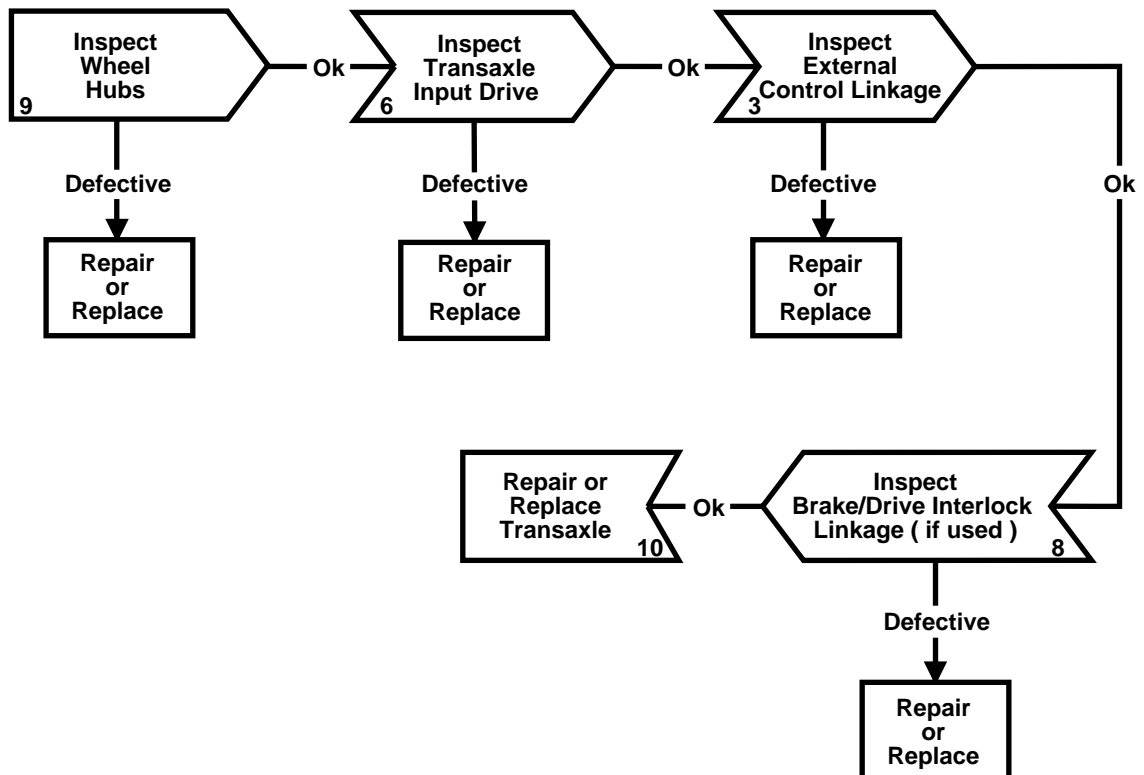 Inspect
Wheel
Hubs
9
Ok
Inspect
Transaxle
Input Drive
6
Ok
Inspect
External
Control Linkage
3
Ok
Defective
Repair
or
Replace
Defective
Repair
or
Replace
Defective
Repair
or
Replace
Inspect
Brake/Drive Interlock
Linkage ( if used )
8
Ok
Repair or
Replace
Transaxle
10
Defective
Repair
or
Replace